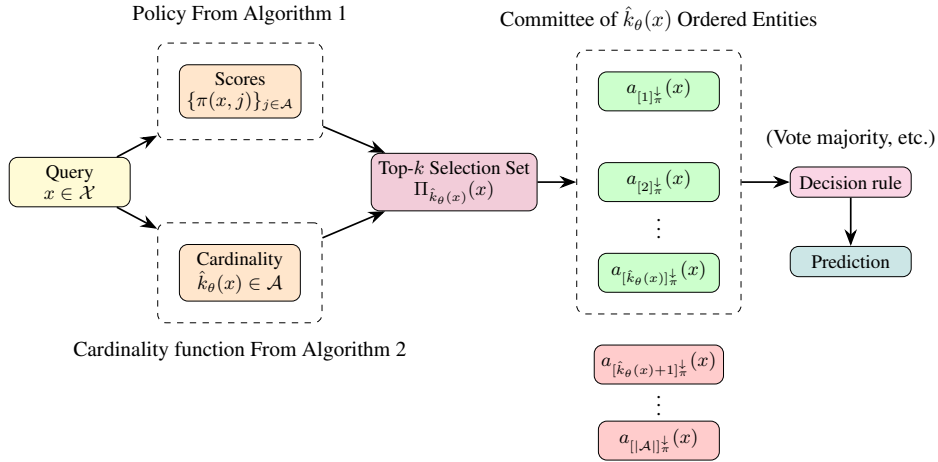 Policy From Algorithm 1
Committee of $\hat{k}_\theta(x)$ Ordered Entities
Scores
$\{\pi(x, j)\}_{j \in \mathcal{A}}$
Query
$x \in \mathcal{X}$
Cardinality
$\hat{k}_\theta(x) \in \mathcal{A}$
Cardinality function From Algorithm 2
Top-$k$ Selection Set
$\Pi_{\hat{k}_\theta(x)}(x)$
$a_{[1]_\pi^\downarrow}(x)$
$a_{[2]_\pi^\downarrow}(x)$
⋮
$a_{[\hat{k}_\theta(x)]_\pi^\downarrow}(x)$
$a_{[\hat{k}_\theta(x)+1]_\pi^\downarrow}(x)$
⋮
$a_{[|\mathcal{A}|]_\pi^\downarrow}(x)$
(Vote majority, etc.)
Decision rule
Prediction